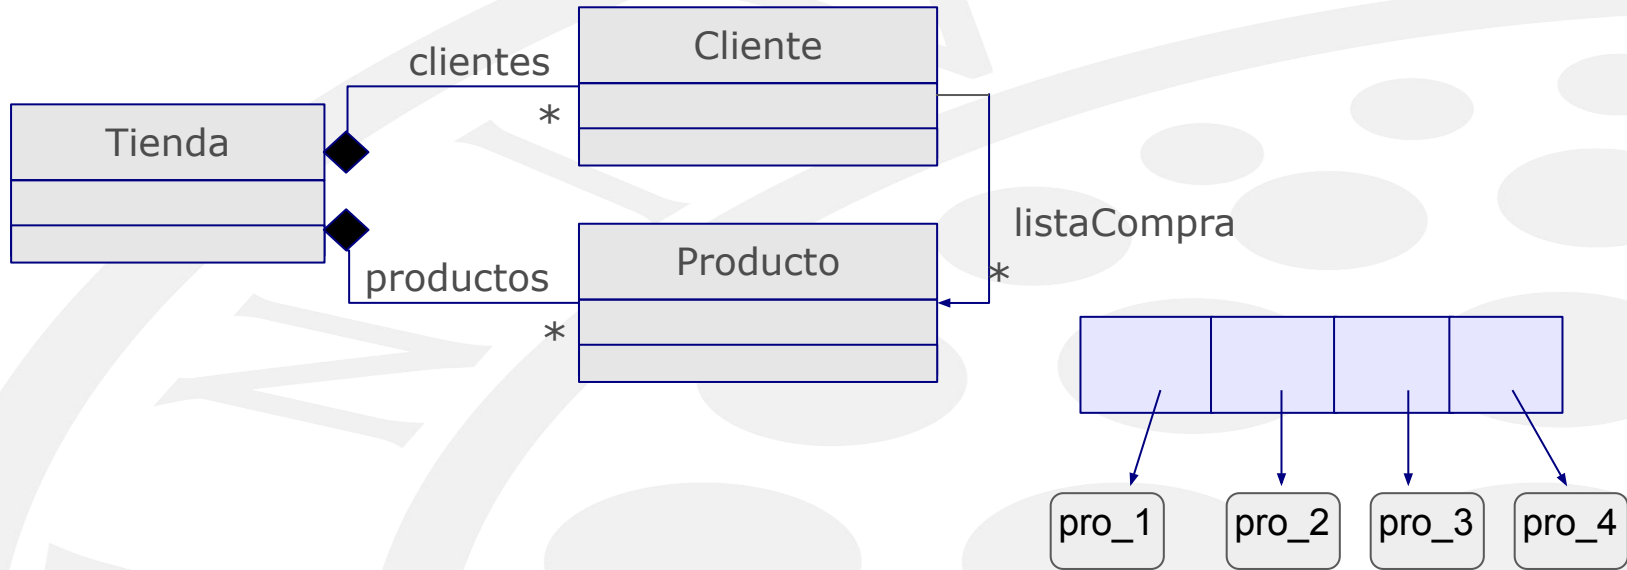 Cliente
clientes
*
Tienda
listaCompra
*
Producto
productos
*
pro_1
pro_2
pro_3
pro_4